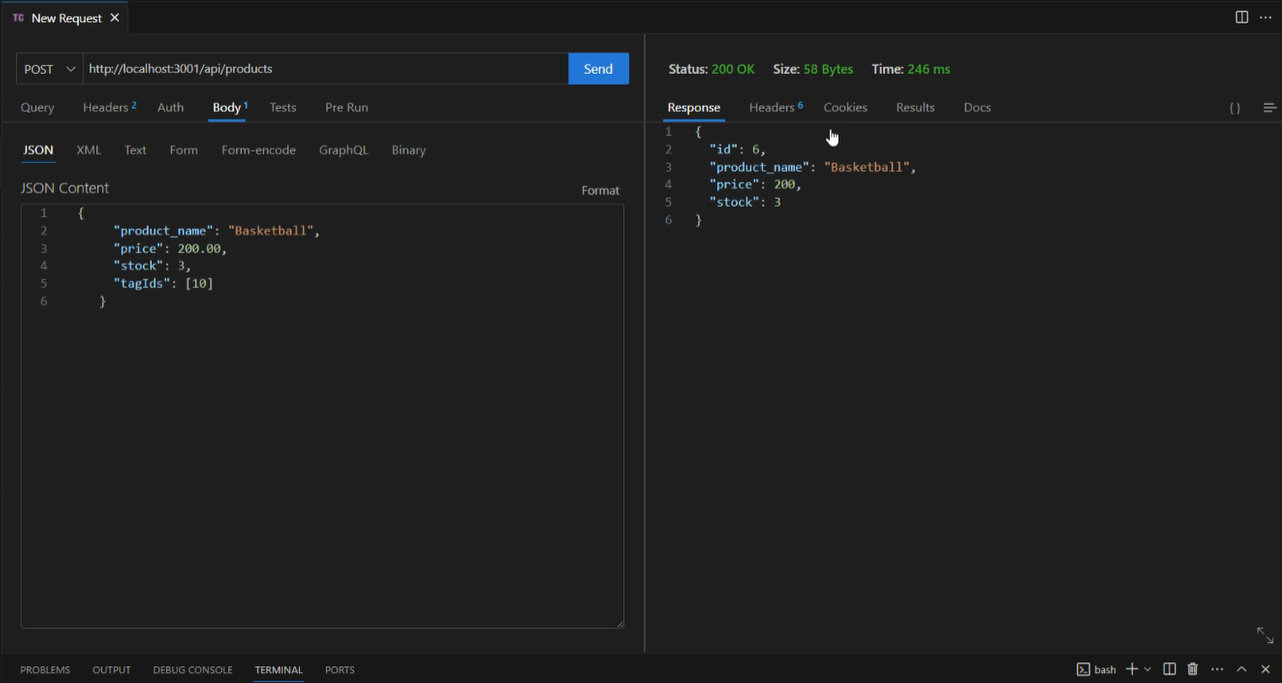 TC New Request
POST http://localhost:3001/api/products Send
Query Headers 2 Auth Body 1 Tests Pre Run
JSON XML Text Form Form-encode GraphQL Binary
JSON Content Format
1 {
2 "product_name": "Basketball",
3 "price": 200.00,
4 "stock": 3,
5 "tagIds": [10]
6 }
Status: 200 OK Size: 58 Bytes Time: 246 ms
Response Headers 6 Cookies Results Docs { }
1 {
2 "id": 6,
3 "product_name": "Basketball",
4 "price": 200,
5 "stock": 3
6 }
PROBLEMS OUTPUT DEBUG CONSOLE TERMINAL PORTS bash